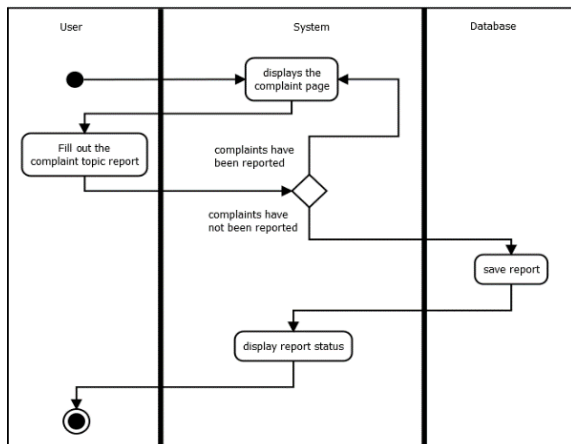 User
System
Database
displays the
complaint page
Fill out the
complaint topic report
complaints have
been reported
complaints have
not been reported
save report
display report status